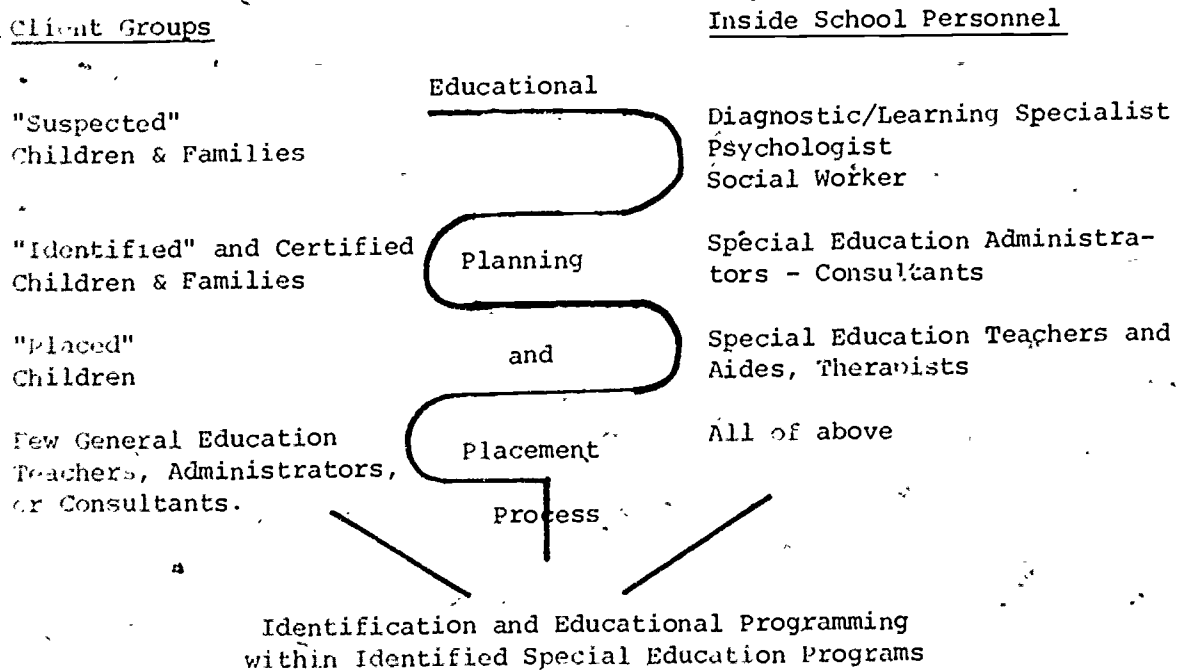 Client Groups
Inside School Personnel
Educational
"Suspected"
Children & Families
Diagnostic/Learning Specialist
Psychologist
Social Worker
"Identified" and Certified
Children & Families
Planning
Special Education Administra-
tors - Consultants
"Placed"
Children
and
Special Education Teachers and
Aides, Therapists
Few General Education
Teachers, Administrators,
or Consultants.
Placement
All of above
Process
Identification and Educational Programming
within Identified Special Education Programs